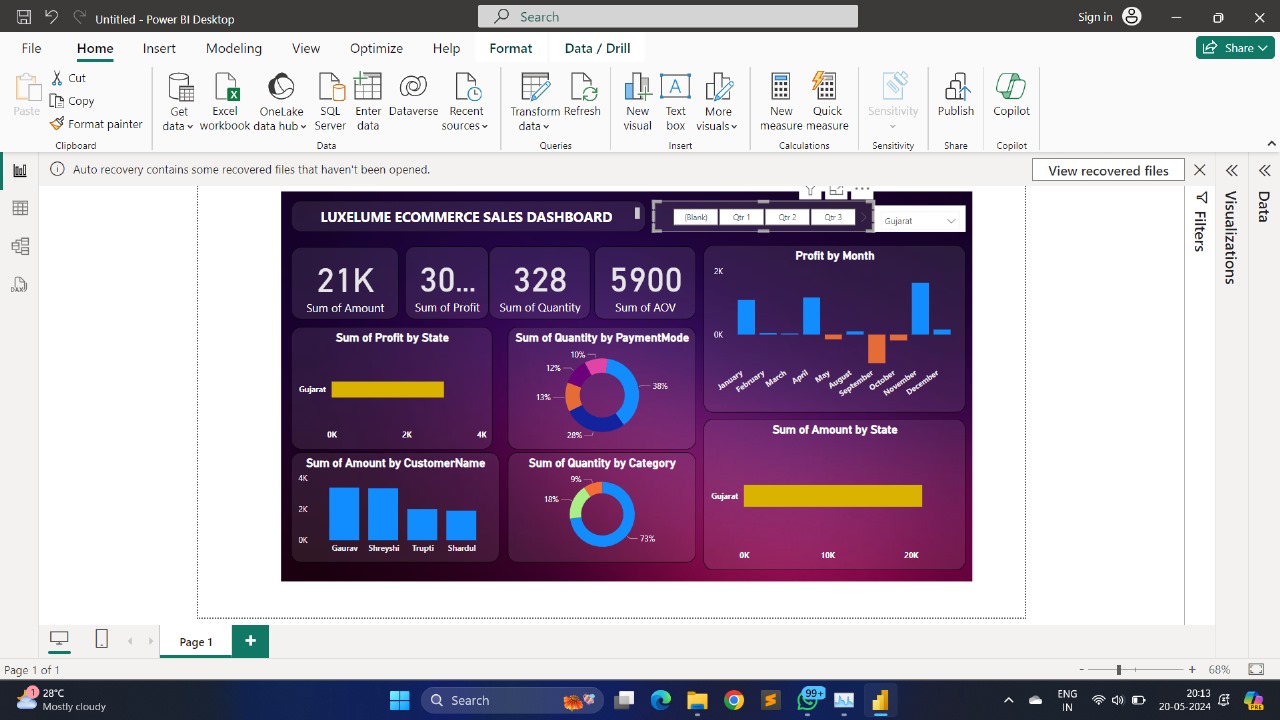 Untitled - Power BI Desktop
Search
Sign in
File Home Insert Modeling View Optimize Help Format Data / Drill
Share
Paste
Cut
Copy
Format painter
Clipboard
Get data
Excel workbook
OneLake data hub
SQL Server
Enter data
Dataverse
Recent sources
Data
Transform data
Refresh
Queries
New visual
Text box
More visuals
Insert
New measure
Quick measure
Calculations
Sensitivity
Sensitivity
Publish
Share
Copilot
Copilot
Auto recovery contains some recovered files that haven't been opened.
View recovered files
Filters
Visualizations
Data
LUXELUME ECOMMERCE SALES DASHBOARD
(Blank) Qtr 1 Qtr 2 Qtr 3
Gujarat
21K
Sum of Amount
30...
Sum of Profit
328
Sum of Quantity
5900
Sum of AOV
Profit by Month
2K
0K
January February March April May August September October November December
Sum of Profit by State
Gujarat
0K 2K 4K
Sum of Quantity by PaymentMode
10%
12%
13%
28%
38%
Sum of Amount by State
Gujarat
0K 10K 20K
Sum of Amount by CustomerName
4K
2K
0K
Gaurav Shreyshi Trupti Shardul
Sum of Quantity by Category
9%
18%
73%
Page 1
Page 1 of 1
68%
1
28°C
Mostly cloudy
Search
99+
ENG
IN
20:13
20-05-2024
PRE